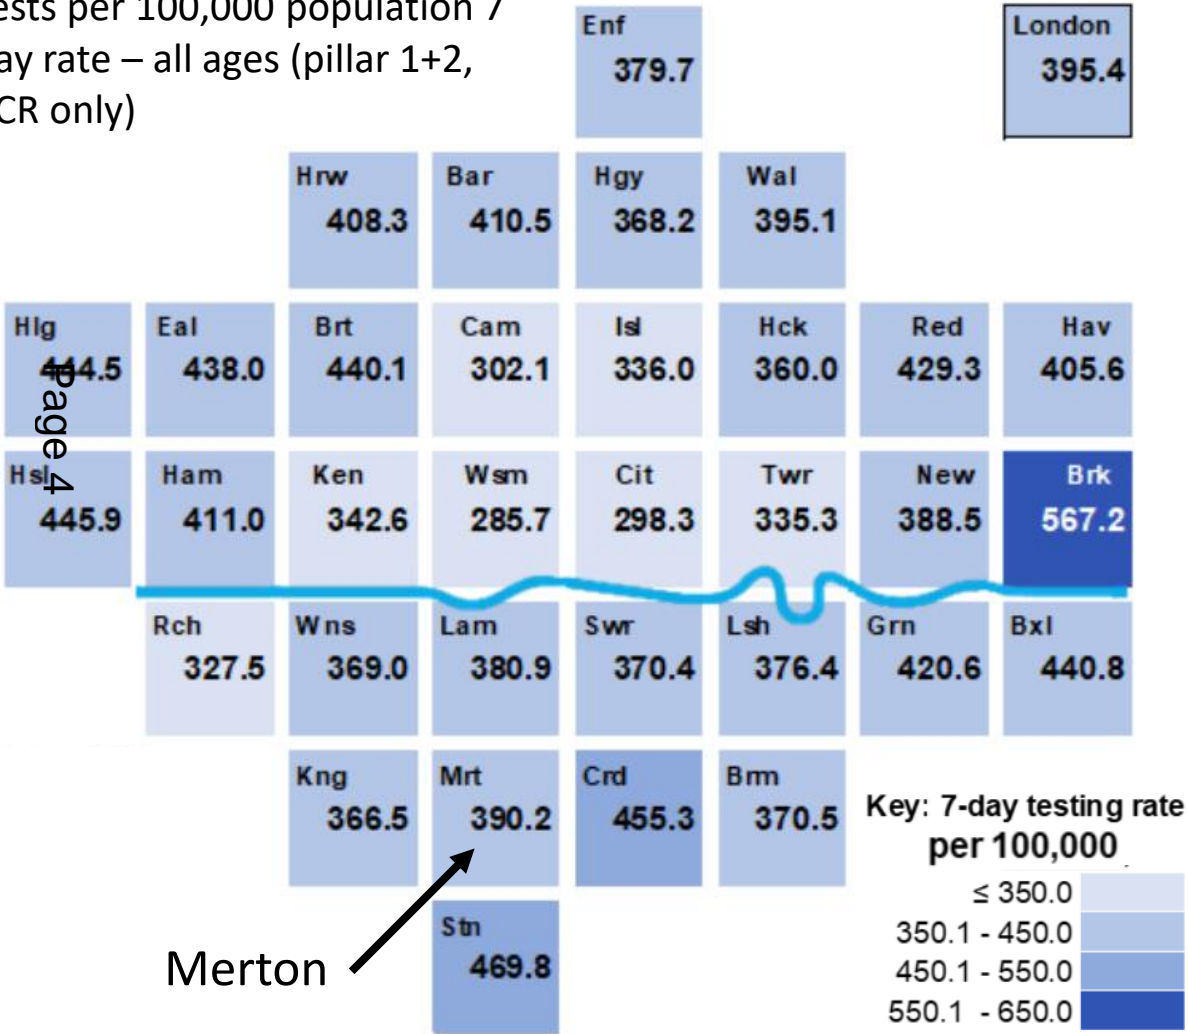 ests per 100,000 population 7
ay rate – all ages (pillar 1+2,
CR only)
Enf
379.7
London
395.4
Hrw
408.3
Bar
410.5
Hgy
368.2
Wal
395.1
Hlg
444.5
Eal
438.0
Brt
440.1
Cam
302.1
Isl
336.0
Hck
360.0
Red
429.3
Hav
405.6
Page 4
Hsl
445.9
Ham
411.0
Ken
342.6
Wsm
285.7
Cit
298.3
Twr
335.3
New
388.5
Brk
567.2
Rch
327.5
Wns
369.0
Lam
380.9
Swr
370.4
Lsh
376.4
Grn
420.6
Bxl
440.8
Kng
366.5
Mrt
390.2
Crd
455.3
Brm
370.5
Stn
469.8
Merton
Key: 7-day testing rate
per 100,000
≤ 350.0
350.1 - 450.0
450.1 - 550.0
550.1 - 650.0